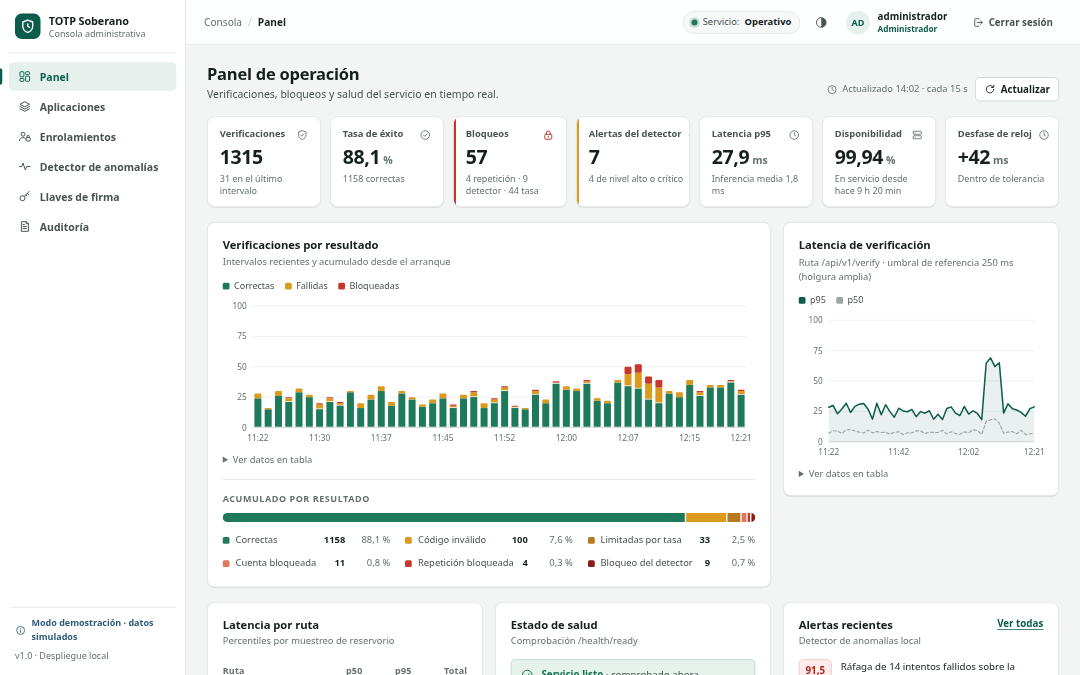 TOTP Soberano
Consola administrativa
Panel
Aplicaciones
Enrolamientos
Detector de anomalías
Llaves de firma
Auditoría
Modo demostración · datos
simulados
v1.0 · Despliegue local
Consola / Panel
Servicio: Operativo
AD
administrador
Administrador
Cerrar sesión
Panel de operación
Verificaciones, bloqueos y salud del servicio en tiempo real.
Actualizado 14:02 · cada 15 s
Actualizar
Verificaciones
1315
31 en el último
intervalo
Tasa de éxito
88,1 %
1158 correctas
Bloqueos
57
4 repetición · 9
detector · 44 tasa
Alertas del detector
7
4 de nivel alto o crítico
Latencia p95
27,9 ms
Inferencia media 1,8
ms
Disponibilidad
99,94 %
En servicio desde
hace 9 h 20 min
Desfase de reloj
+42 ms
Dentro de tolerancia
Verificaciones por resultado
Intervalos recientes y acumulado desde el arranque
Correctas Fallidas Bloqueadas
100
75
50
25
0
11:22 11:30 11:37 11:45 11:52 12:00 12:07 12:15 12:21
Ver datos en tabla
ACUMULADO POR RESULTADO
Correctas 1158 88,1 % Código inválido 100 7,6 % Limitadas por tasa 33 2,5 %
Cuenta bloqueada 11 0,8 % Repetición bloqueada 4 0,3 % Bloqueo del detector 9 0,7 %
Latencia de verificación
Ruta /api/v1/verify · umbral de referencia 250 ms
(holgura amplia)
p95 p50
100
75
50
25
0
11:22 11:42 12:02 12:21
Ver datos en tabla
Latencia por ruta
Percentiles por muestreo de reservorio
Ruta p50 p95 Total
Estado de salud
Comprobación /health/ready
Servicio listo · comprobado ahora
Alertas recientes
Ver todas
Detector de anomalías local
91,5
Ráfaga de 14 intentos fallidos sobre la